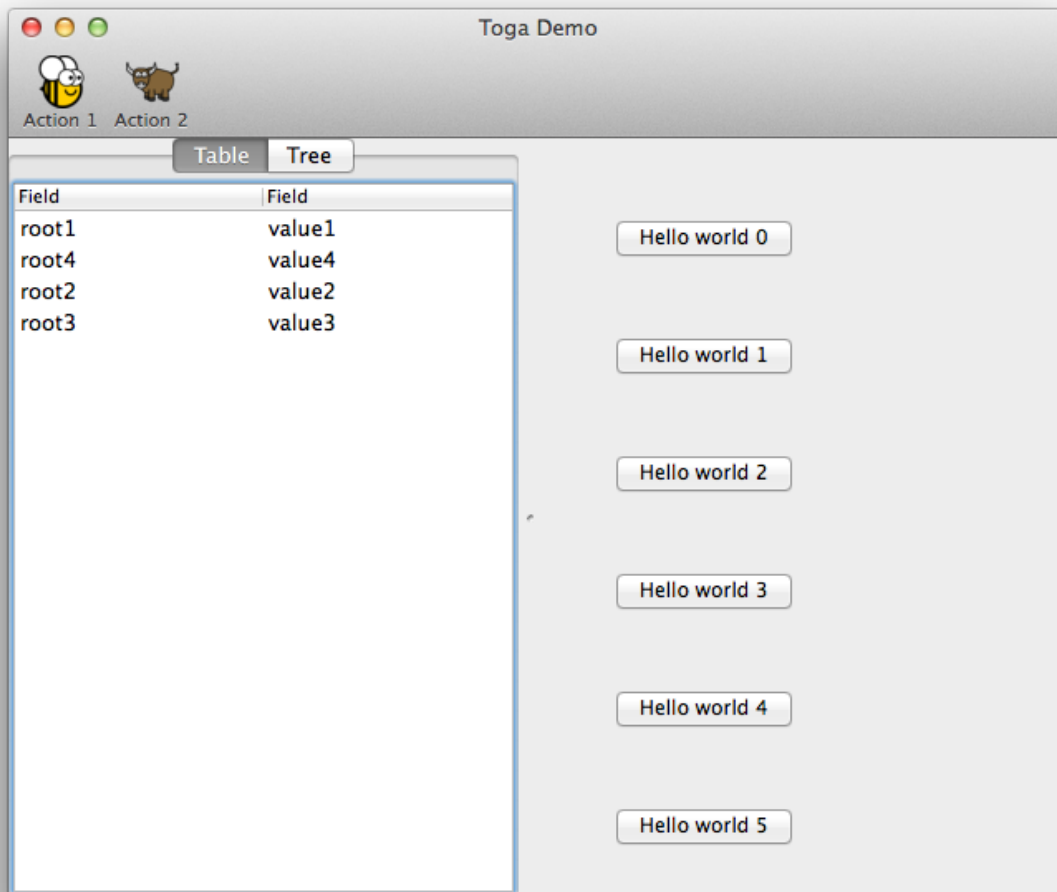 Toga Demo
Action 1 Action 2
Table Tree
Field Field
root1 value1
root4 value4
root2 value2
root3 value3
Hello world 0
Hello world 1
Hello world 2
Hello world 3
Hello world 4
Hello world 5